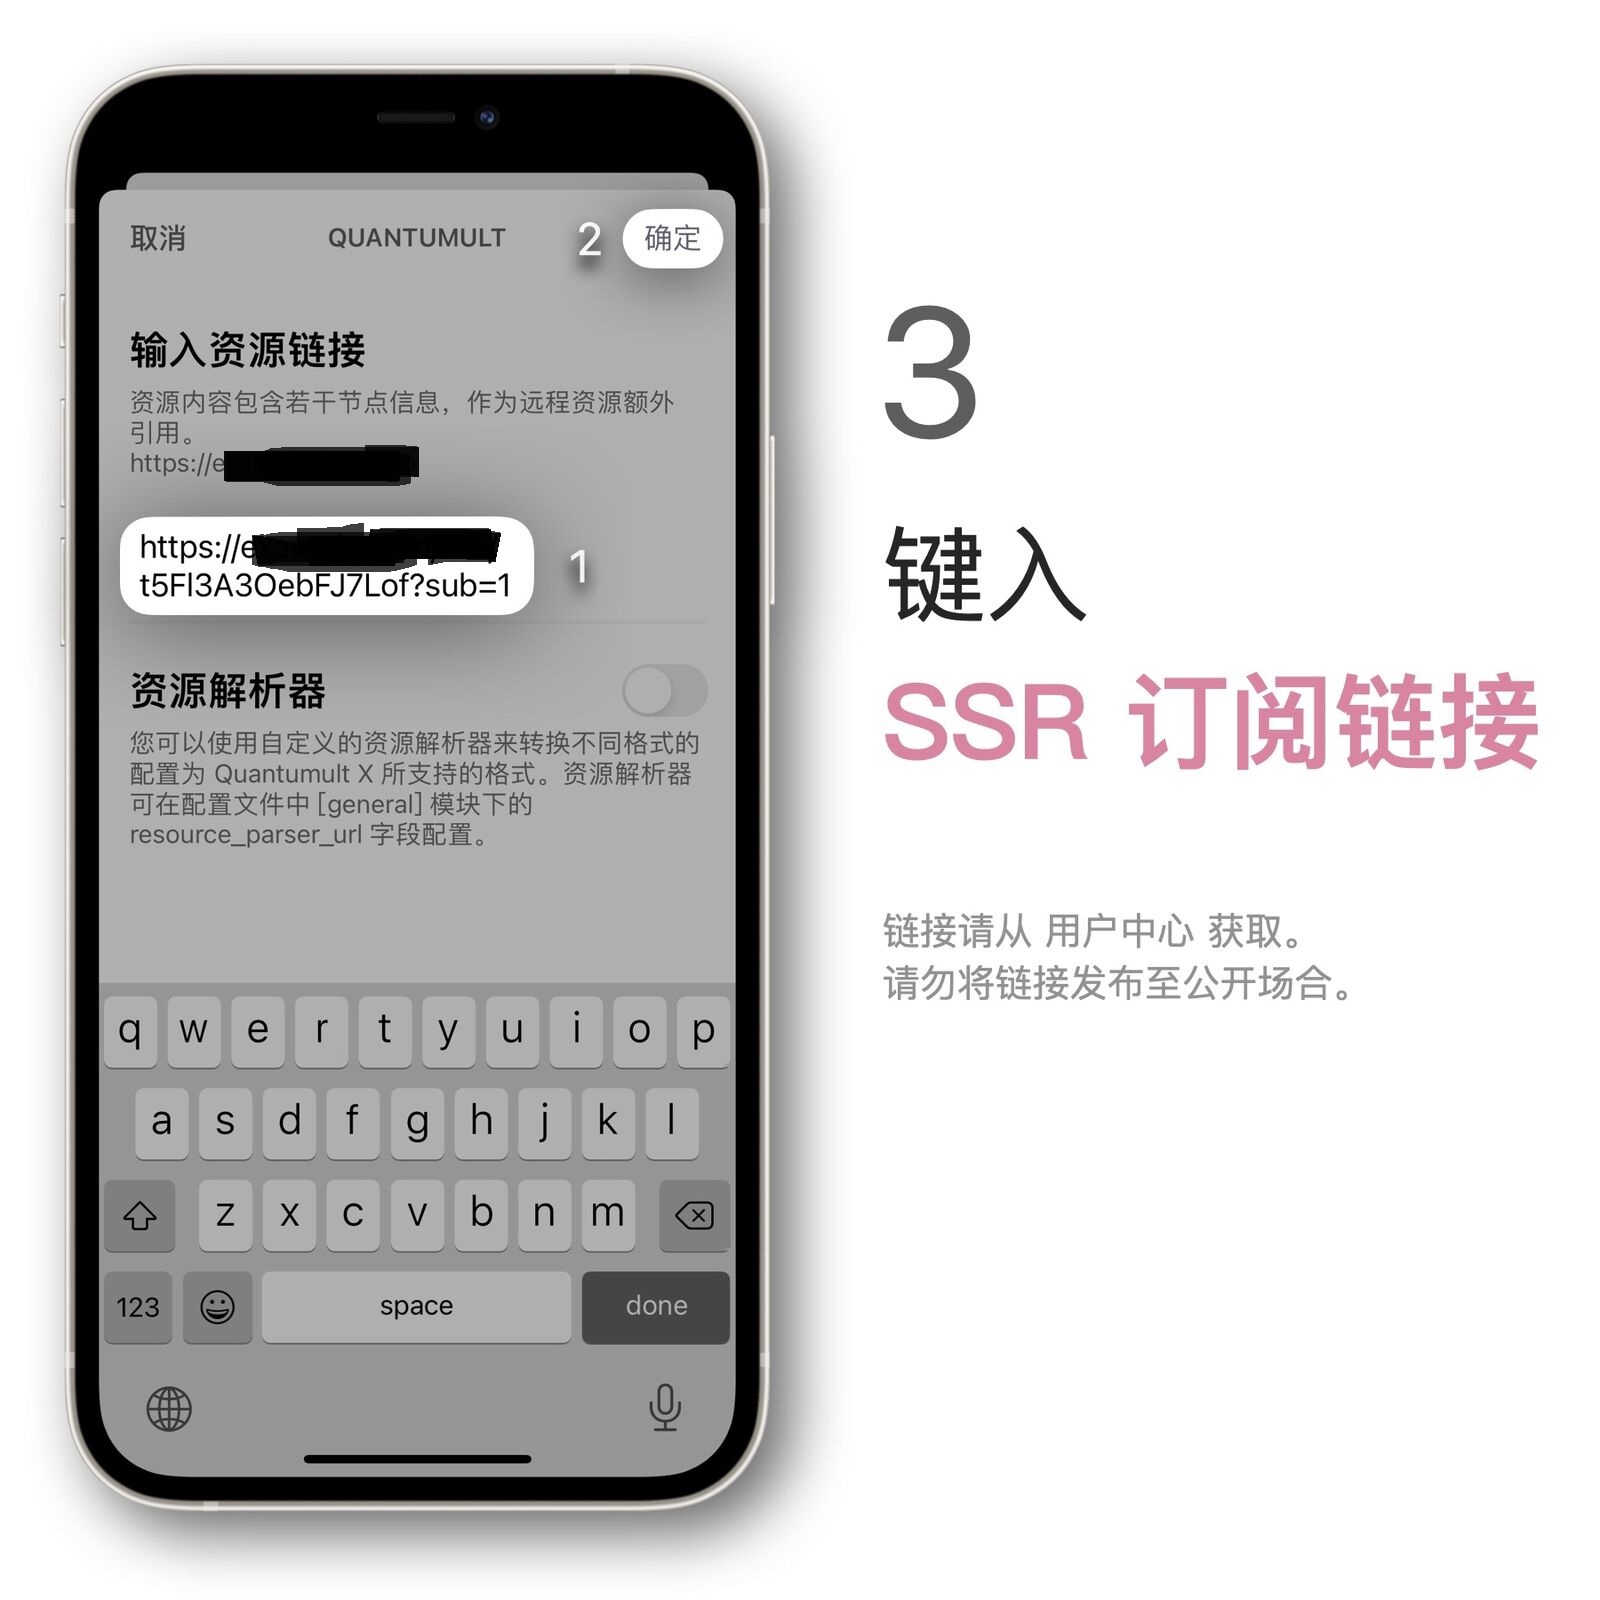 取消 QUANTUMULT 2 确定
输入资源链接
资源内容包含若干节点信息，作为远程资源额外
引用。
https://e
https://e
t5Fl3A3OebFJ7Lof?sub=1
1
资源解析器
您可以使用自定义的资源解析器来转换不同格式的
配置为 Quantumult X 所支持的格式。资源解析器
可在配置文件中 [general] 模块下的
resource_parser_url 字段配置。
q w e r t y u i o p
a s d f g h j k l
z x c v b n m
123 space done
3
键入
SSR 订阅链接
链接请从 用户中心 获取。
请勿将链接发布至公开场合。